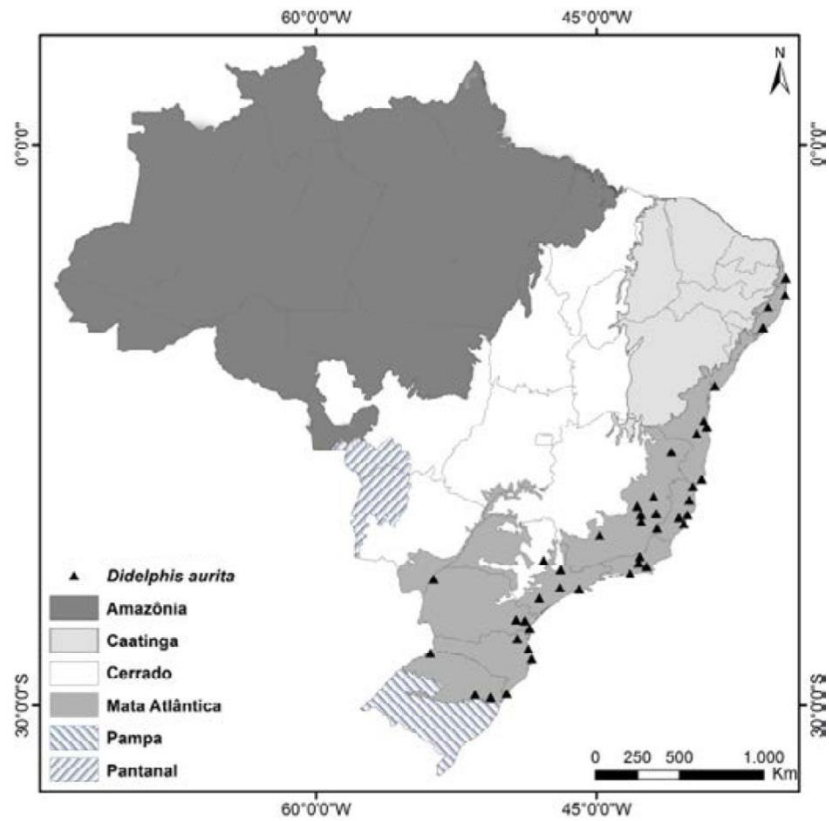 60°0'0"W
45°0'0"W
N
0°0'0"
0°0'0"
Didelphis aurita
Amazônia
Caatinga
Cerrado
Mata Atlântica
Pampa
Pantanal
30°0'0"S
30°0'0"S
0
250
500
1.000
Km
60°0'0"W
45°0'0"W